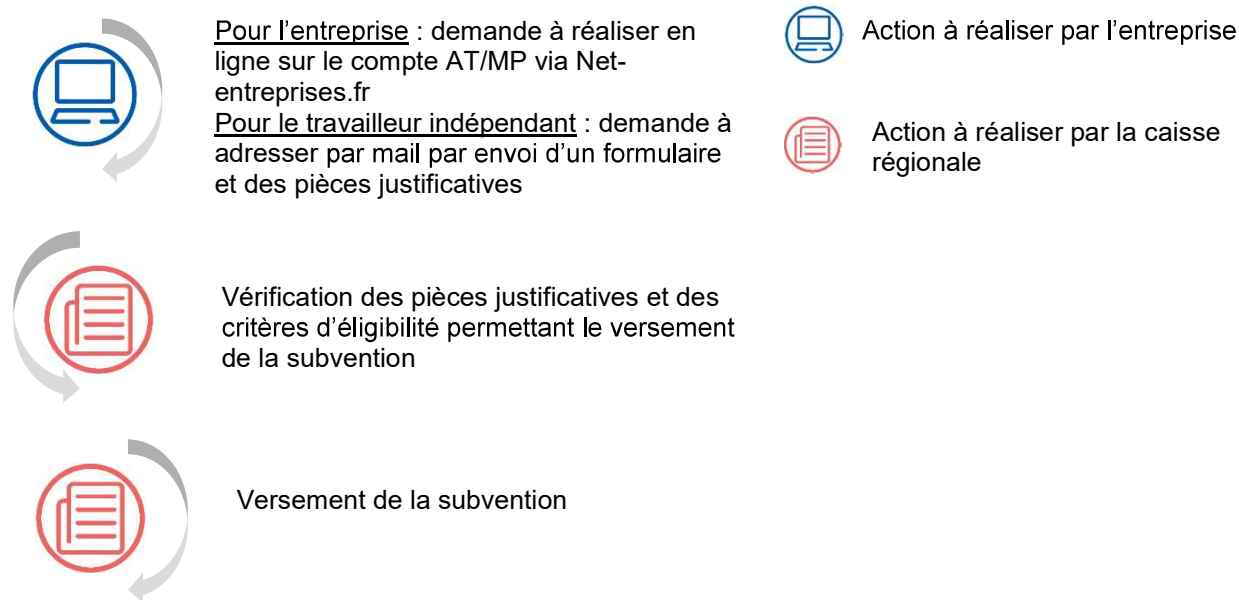 Pour l’entreprise : demande à réaliser en
ligne sur le compte AT/MP via Net-
entreprises.fr
Pour le travailleur indépendant : demande à
adresser par mail par envoi d’un formulaire
et des pièces justificatives
Action à réaliser par l’entreprise
Action à réaliser par la caisse
régionale
Vérification des pièces justificatives et des
critères d’éligibilité permettant le versement
de la subvention
Versement de la subvention